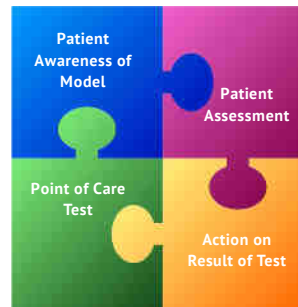 Patient
Awareness of
Model
Patient
Assessment
Point of Care
Test
Action on
Result of Test